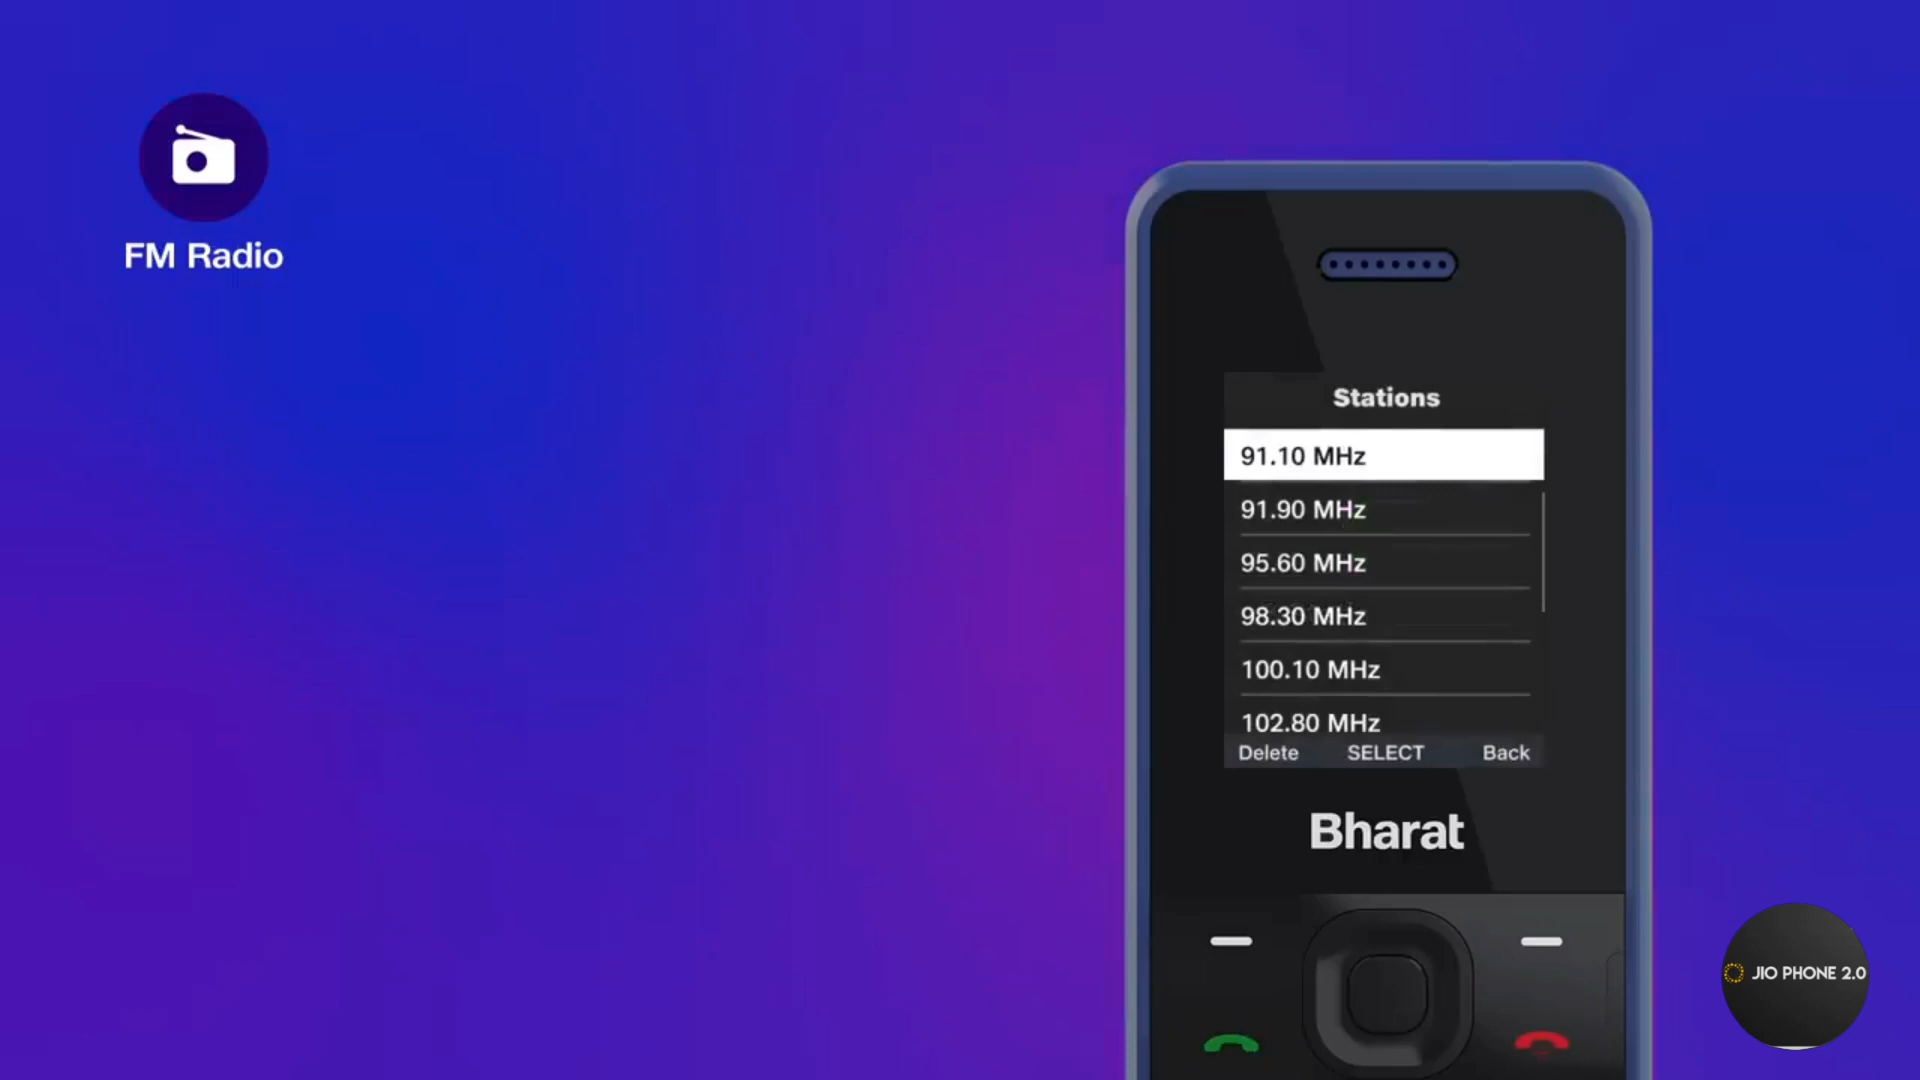 FM Radio
Stations
91.10 MHz
91.90 MHz
95.60 MHz
98.30 MHz
100.10 MHz
102.80 MHz
Delete SELECT Back
Bharat
JIO PHONE 2.0